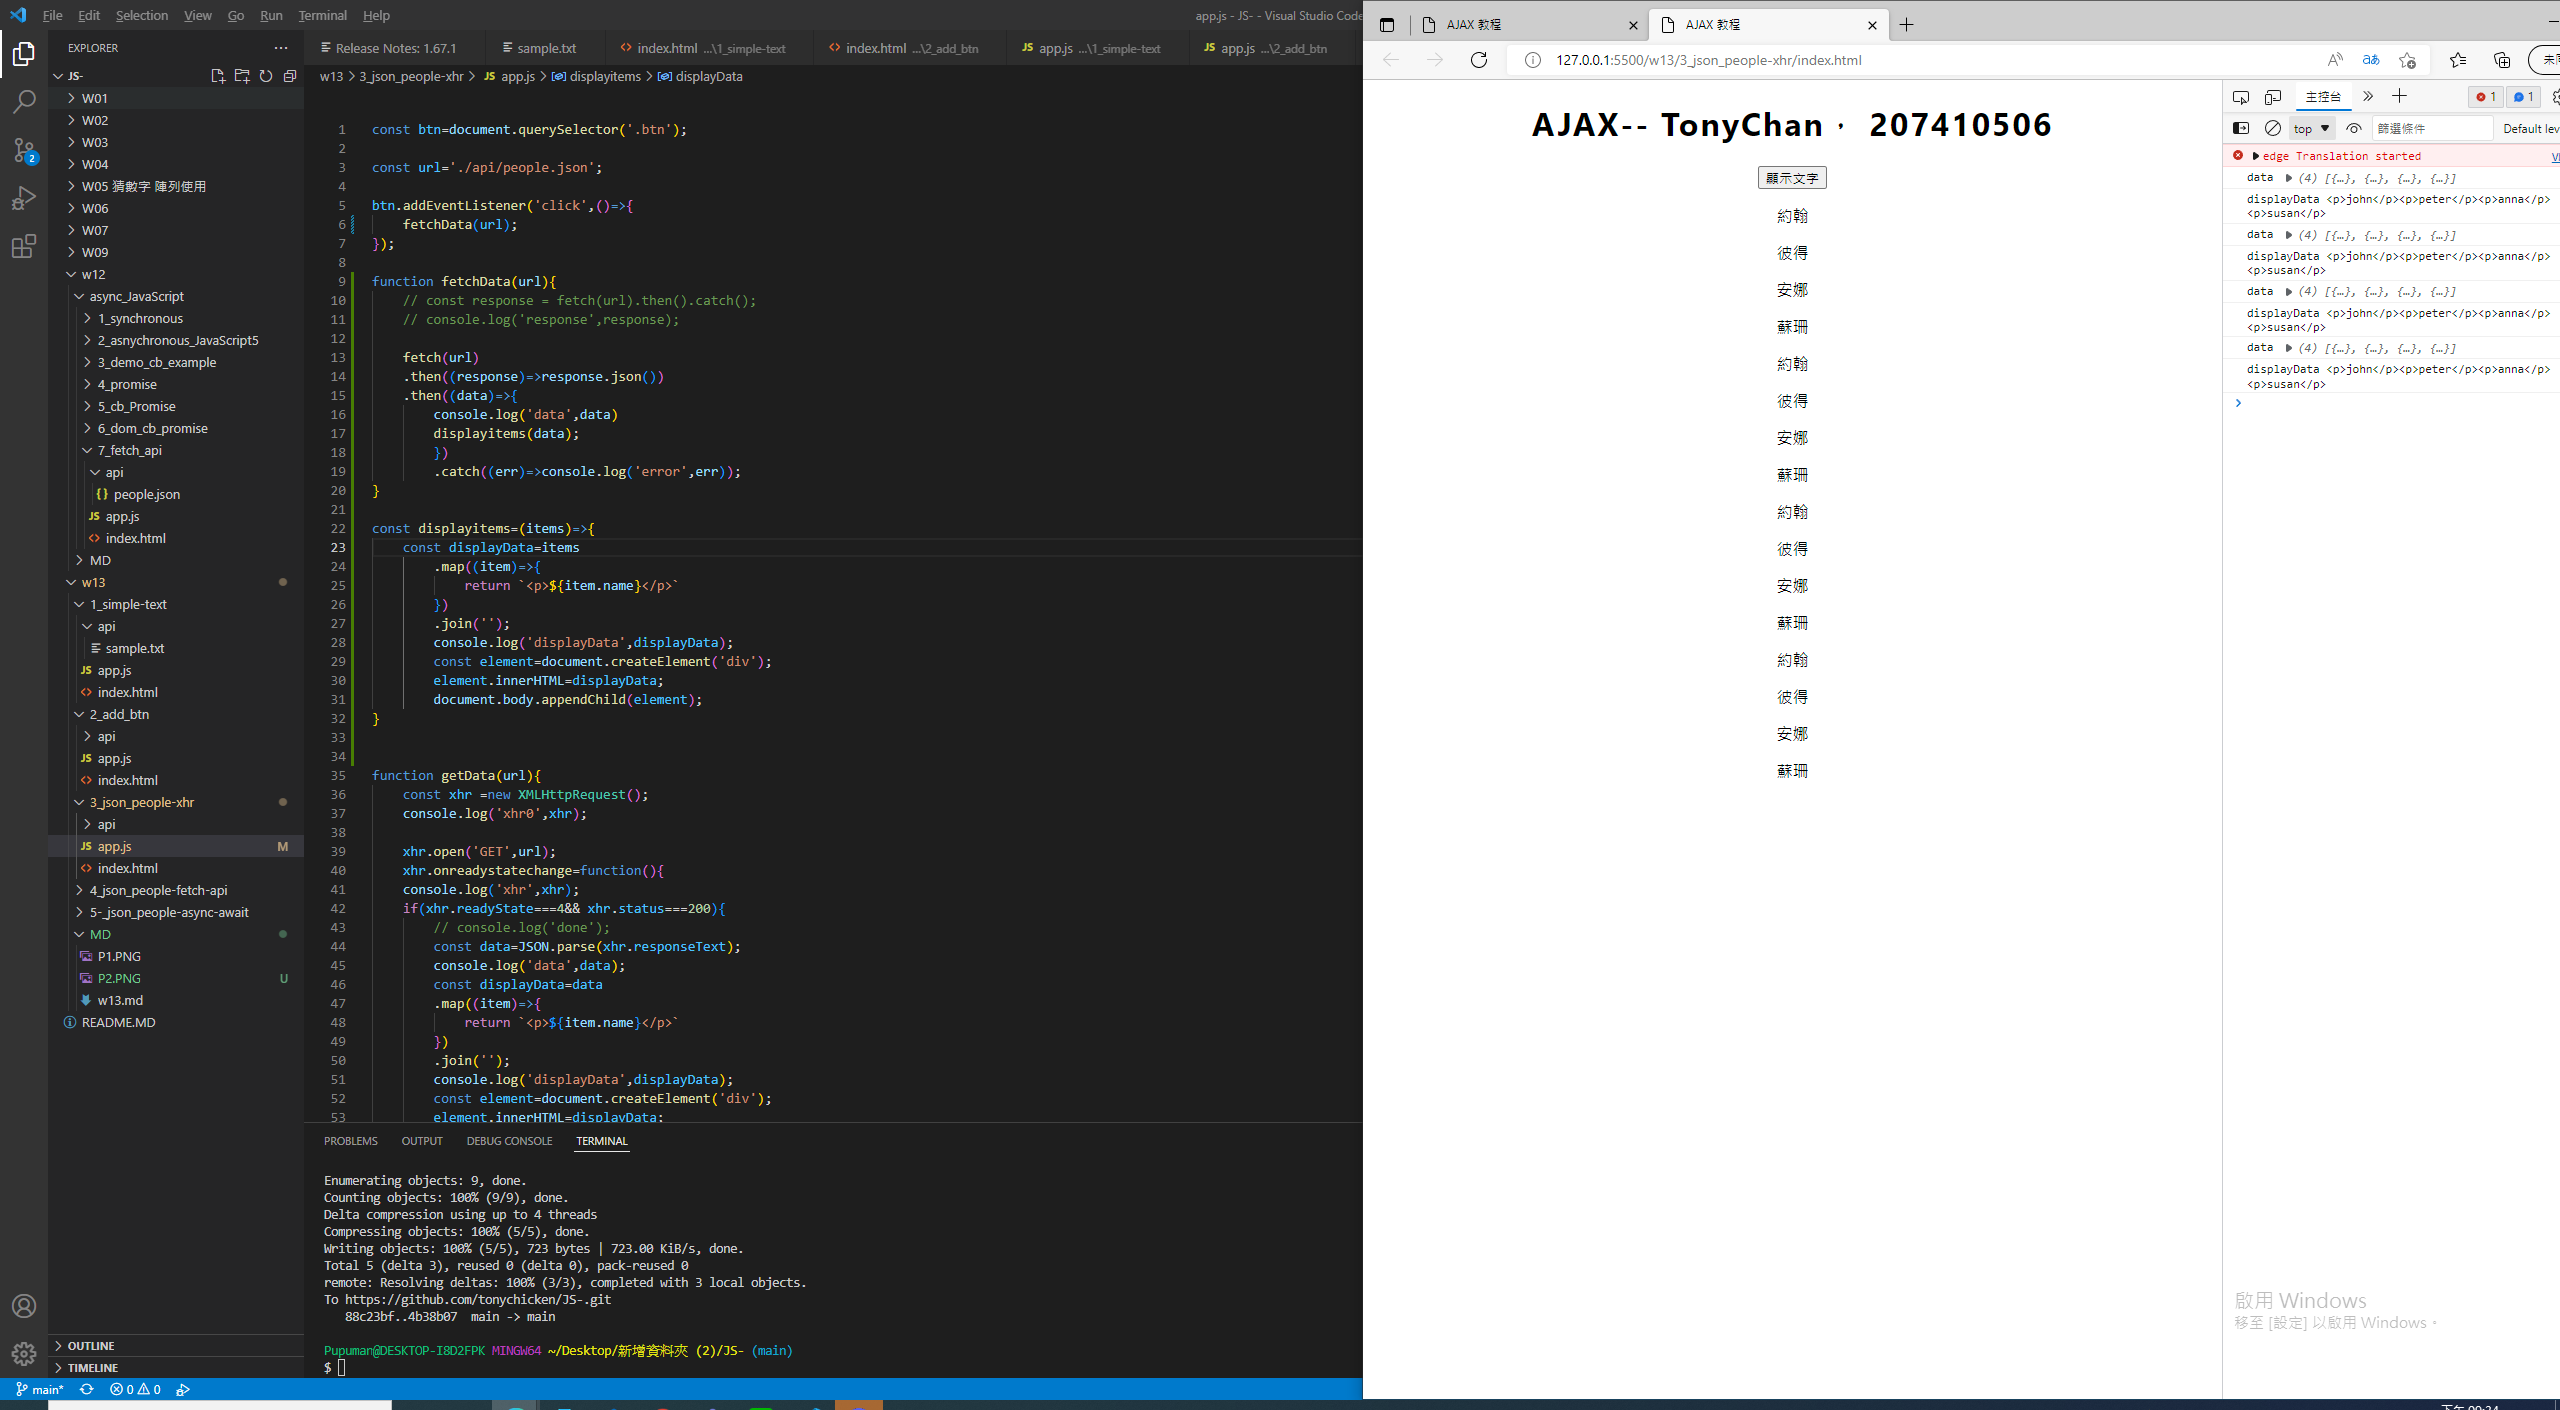 File Edit Selection View Go Run Terminal Help
app.js - JS- - Visual Studio Code
EXPLORER
JS-
W01
W02
W03
W04
W05 猜數字 陣列使用
W06
W07
W09
w12
async_JavaScript
1_synchronous
2_asnychronous_JavaScript5
3_demo_cb_example
4_promise
5_cb_Promise
6_dom_cb_promise
7_fetch_api
api
people.json
app.js
index.html
MD
w13
1_simple-text
api
sample.txt
app.js
index.html
2_add_btn
api
app.js
index.html
3_json_people-xhr
api
app.js M
index.html
4_json_people-fetch-api
5-_json_people-async-await
MD
P1.PNG
P2.PNG U
w13.md
README.MD
OUTLINE
TIMELINE
2
Release Notes: 1.67.1 sample.txt index.html ...\1_simple-text index.html ...\2_add_btn JS app.js ...\1_simple-text JS app.js ...\2_add_btn
w13 > 3_json_people-xhr > JS app.js > displayitems > displayData
1 const btn=document.querySelector('.btn');
2
3 const url='./api/people.json';
4
5 btn.addEventListener('click',()=>{
6 fetchData(url);
7 });
8
9 function fetchData(url){
10 // const response = fetch(url).then().catch();
11 // console.log('response',response);
12
13 fetch(url)
14 .then((response)=>response.json())
15 .then((data)=>{
16 console.log('data',data)
17 displayitems(data);
18 })
19 .catch((err)=>console.log('error',err));
20 }
21
22 const displayitems=(items)=>{
23 const displayData=items
24 .map((item)=>{
25 return `<p>${item.name}</p>`
26 })
27 .join('');
28 console.log('displayData',displayData);
29 const element=document.createElement('div');
30 element.innerHTML=displayData;
31 document.body.appendChild(element);
32 }
33
34
35 function getData(url){
36 const xhr =new XMLHttpRequest();
37 console.log('xhr0',xhr);
38
39 xhr.open('GET',url);
40 xhr.onreadystatechange=function(){
41 console.log('xhr',xhr);
42 if(xhr.readyState===4&& xhr.status===200){
43 // console.log('done');
44 const data=JSON.parse(xhr.responseText);
45 console.log('data',data);
46 const displayData=data
47 .map((item)=>{
48 return `<p>${item.name}</p>`
49 })
50 .join('');
51 console.log('displayData',displayData);
52 const element=document.createElement('div');
53 element.innerHTML=displayData;
PROBLEMS OUTPUT DEBUG CONSOLE TERMINAL
Enumerating objects: 9, done.
Counting objects: 100% (9/9), done.
Delta compression using up to 4 threads
Compressing objects: 100% (5/5), done.
Writing objects: 100% (5/5), 723 bytes | 723.00 KiB/s, done.
Total 5 (delta 3), reused 0 (delta 0), pack-reused 0
remote: Resolving deltas: 100% (3/3), completed with 3 local objects.
To https://github.com/tonychicken/JS-.git
88c23bf..4b38b07 main -> main
Pupuman@DESKTOP-I8D2FPK MINGW64 ~/Desktop/新增資料夾 (2)/JS- (main)
$
main* 0 0
AJAX 教程 AJAX 教程
127.0.0.1:5500/w13/3_json_people-xhr/index.html
AJAX-- TonyChan， 207410506
顯示文字
約翰
彼得
安娜
蘇珊
約翰
彼得
安娜
蘇珊
約翰
彼得
安娜
蘇珊
約翰
彼得
安娜
蘇珊
主控台 1 1
top 篩選條件 Default lev
edge Translation started
data (4) [{…}, {…}, {…}, {…}]
displayData <p>john</p><p>peter</p><p>anna</p>
<p>susan</p>
data (4) [{…}, {…}, {…}, {…}]
displayData <p>john</p><p>peter</p><p>anna</p>
<p>susan</p>
data (4) [{…}, {…}, {…}, {…}]
displayData <p>john</p><p>peter</p><p>anna</p>
<p>susan</p>
data (4) [{…}, {…}, {…}, {…}]
displayData <p>john</p><p>peter</p><p>anna</p>
<p>susan</p>
啟用 Windows
移至 [設定] 以啟用 Windows。